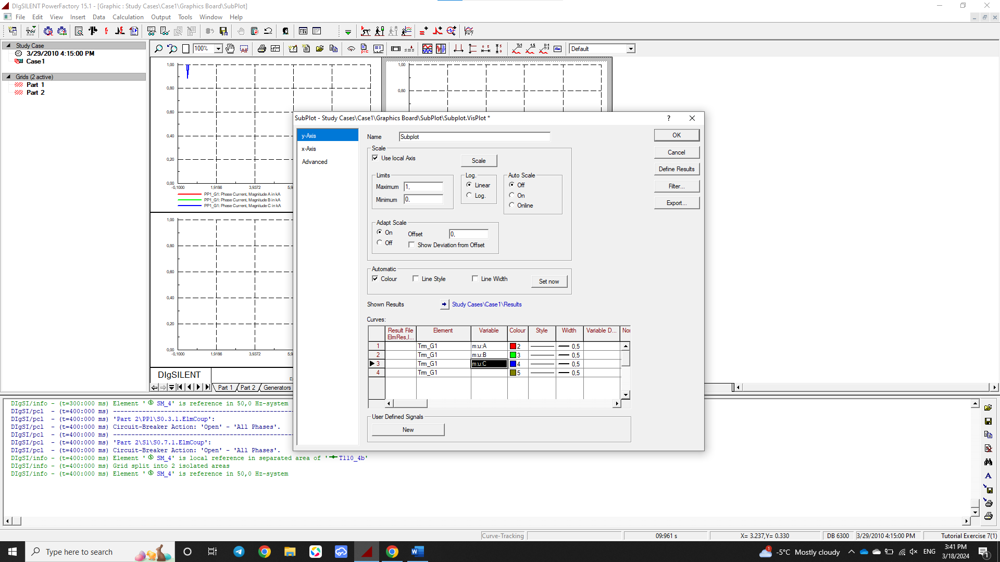 DIgSILENT PowerFactory 15.1 - [Graphic : Study Cases\Case1\Graphics Board\SubPlot]
File Edit View Insert Data Calculation Output Tools Window Help
100%
Default
Study Case
3/29/2010 4:15:00 PM
Case1
Grids (2 active)
Part 1
Part 2
1,00
0,80
0,60
0,40
0,20
0,00
-0,1000 1,9186 3,9372 5,9
PP1_G1: Phase Current, Magnitude A in kA
PP1_G1: Phase Current, Magnitude B in kA
PP1_G1: Phase Current, Magnitude C in kA
1,00
0,80
1,00
0,80
0,60
0,40
0,20
0,00
-0,1000 1,9186 3,9372 5,9
DIgSILENT
Part 1 Part 2 Generators
SubPlot - Study Cases\Case1\Graphics Board\SubPlot\Subplot.VisPlot *
?
y-Axis
x-Axis
Advanced
Name Subplot
Scale
Use local Axis
Scale
Limits
Maximum 1,
Minimum 0,
Log.
Linear
Log.
Auto Scale
Off
On
Online
Adapt Scale
On
Off
Offset 0,
Show Deviation from Offset
Automatic
Colour Line Style Line Width Set now
Shown Results Study Cases\Case1\Results
Curves:
Result File ElmRes,I... Element Variable Colour Style Width Variable D... Nor
1 Trm_G1 m:u:A 2 0,5
2 Trm_G1 m:u:B 3 0,5
3 Trm_G1 m:u:C 4 0,5
4 Trm_G1 5 0,5
User Defined Signals
New
OK
Cancel
Define Results
Filter...
Export...
DIgSI/info - (t=300:000 ms) Element ' SM_4' is reference in 50,0 Hz-system
DIgSI/pcl - (t=400:000 ms) ---------------------------------------------
DIgSI/pcl - (t=400:000 ms) 'Part 2\PP1\S0.3.1.ElmCoup':
DIgSI/pcl - (t=400:000 ms) Circuit-Breaker Action: 'Open' - 'All Phases'.
DIgSI/pcl - (t=400:000 ms) ---------------------------------------------
DIgSI/pcl - (t=400:000 ms) 'Part 2\S1\S0.7.1.ElmCoup':
DIgSI/pcl - (t=400:000 ms) Circuit-Breaker Action: 'Open' - 'All Phases'.
DIgSI/info - (t=400:000 ms) Element ' SM_4' is local reference in separated area of ' T110_4b'
DIgSI/info - (t=400:000 ms) Grid split into 2 isolated areas
DIgSI/info - (t=400:000 ms) Element ' SM_4' is reference in 50,0 Hz-system
Curve-Tracking 09:961 s X= 3.237,Y= 0.330 DB 6300 3/29/2010 4:15:00 PM Tutorial Exercise 7(1)
Type here to search
-5°C Mostly cloudy ENG
3:41 PM
3/18/2024